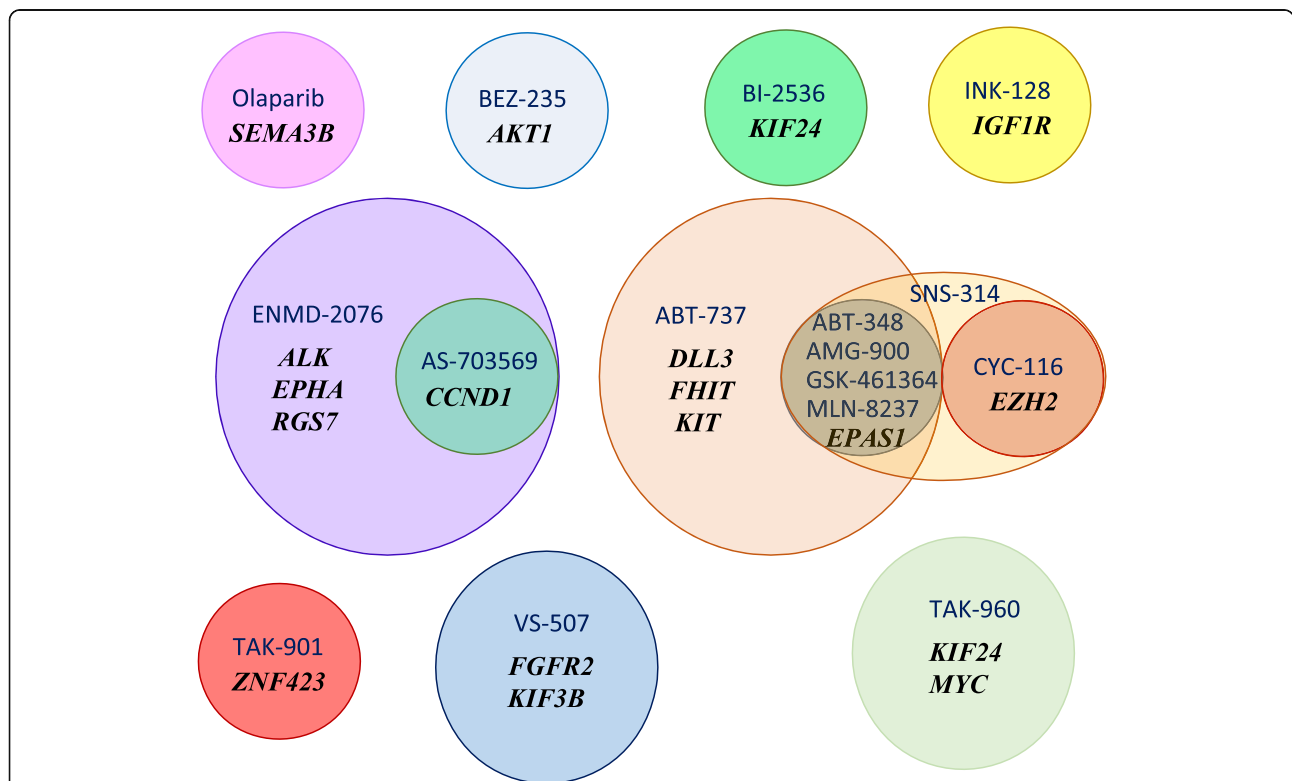 Olaparib
SEMA3B
BEZ-235
AKT1
BI-2536
KIF24
INK-128
IGF1R
ENMD-2076
ALK
EPHA
RGS7
AS-703569
CCND1
ABT-737
DLL3
FHIT
KIT
SNS-314
ABT-348
AMG-900
GSK-461364
MLN-8237
EPAS1
CYC-116
EZH2
TAK-901
ZNF423
VS-507
FGFR2
KIF3B
TAK-960
KIF24
MYC